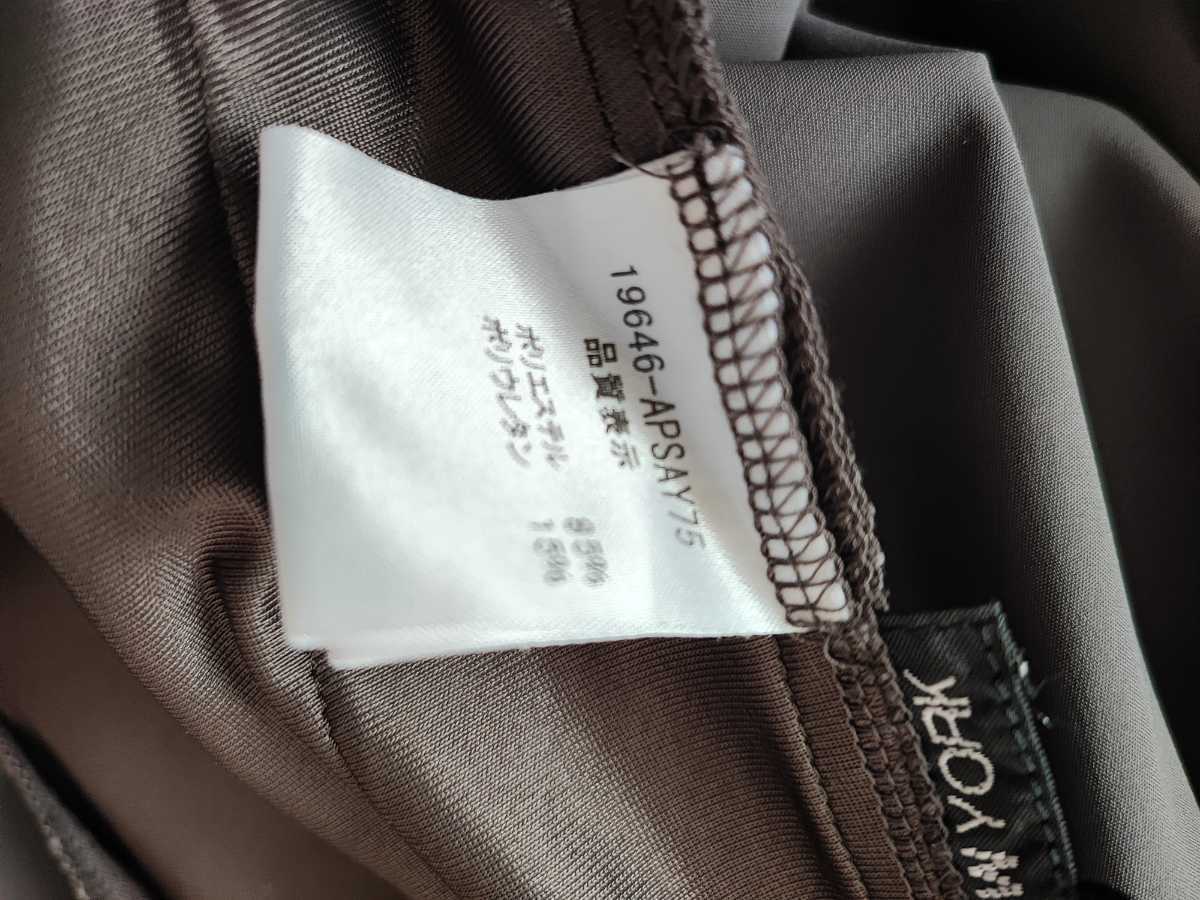 19646-APSAY75
品質表示
ポリエステル 85%
ポリウレタン 15%
YORK